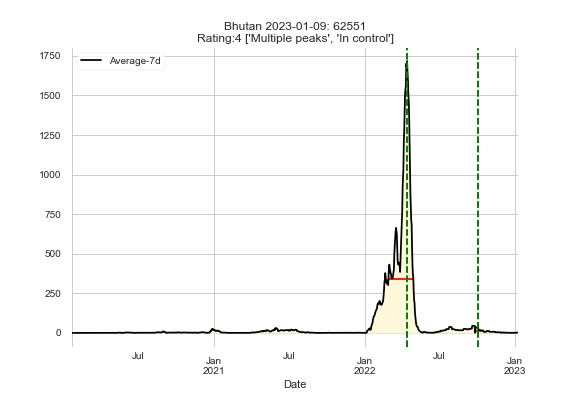 Bhutan 2023-01-09: 62551
Rating:4 ['Multiple peaks', 'In control']
Average-7d
1750
1500
1250
1000
750
500
250
0
Jul
Jan
2021
Jul
Jan
2022
Jul
Jan
2023
Date